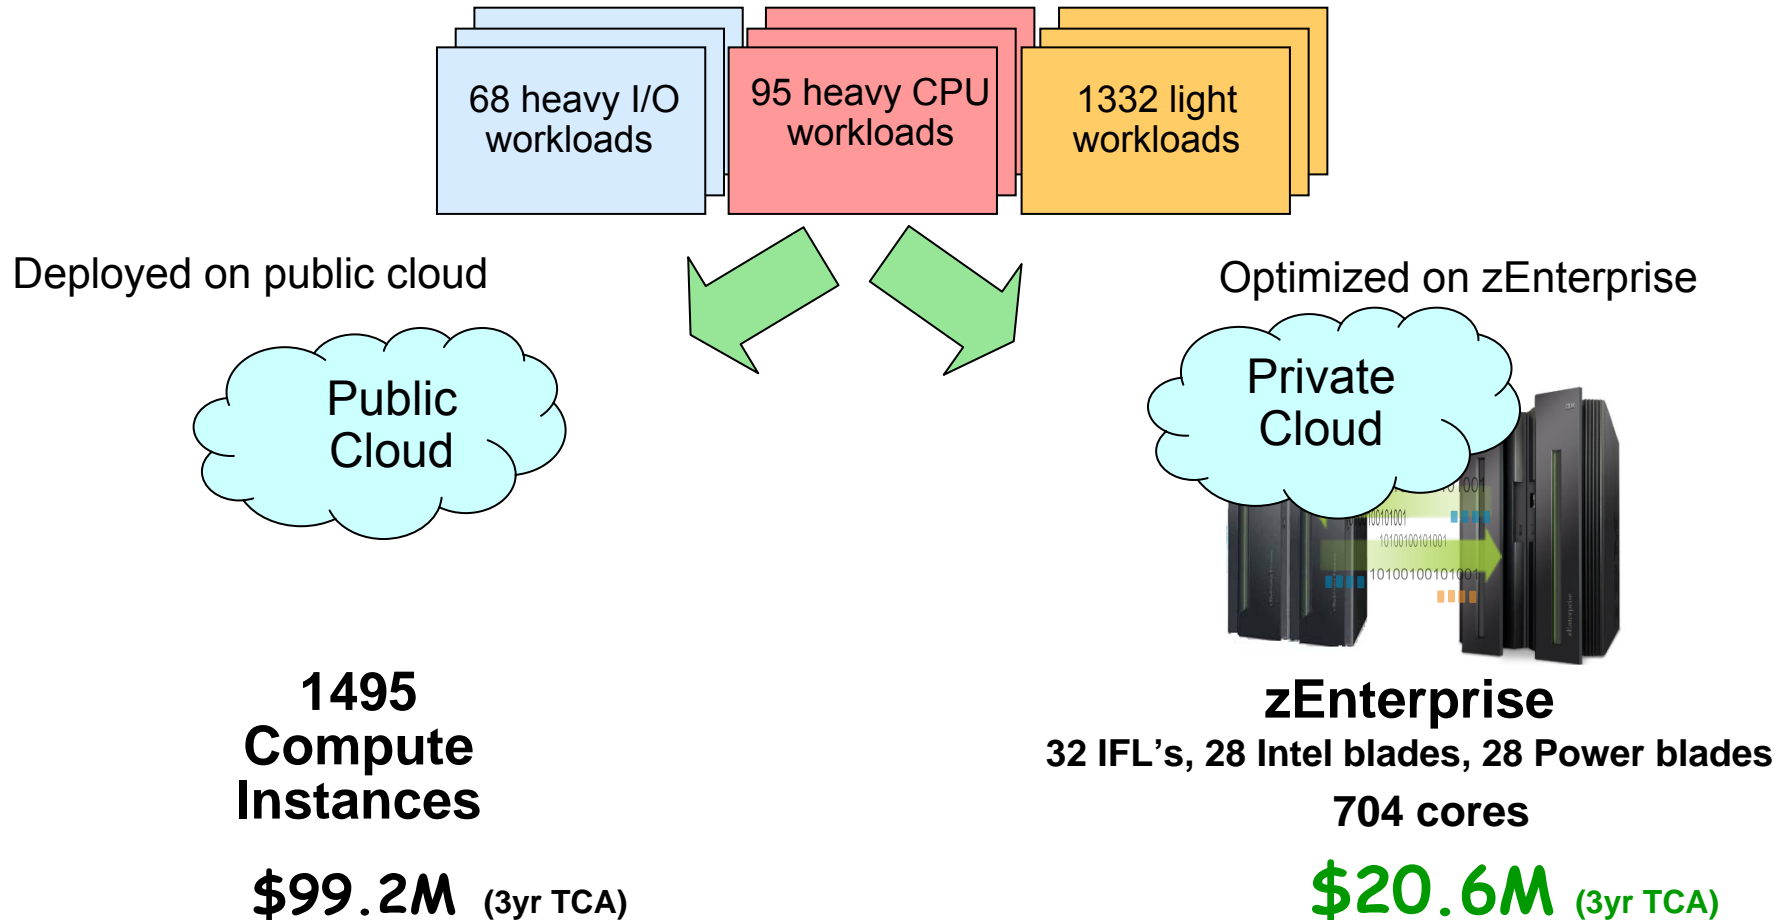 68 heavy I/O
workloads
95 heavy CPU
workloads
1332 light
workloads
Deployed on public cloud
Optimized on zEnterprise
Public
Cloud
Private
Cloud
10100100101001
10100100101001
1495
Compute
Instances
$99.2M (3yr TCA)
zEnterprise
32 IFL's, 28 Intel blades, 28 Power blades
704 cores
$20.6M (3yr TCA)